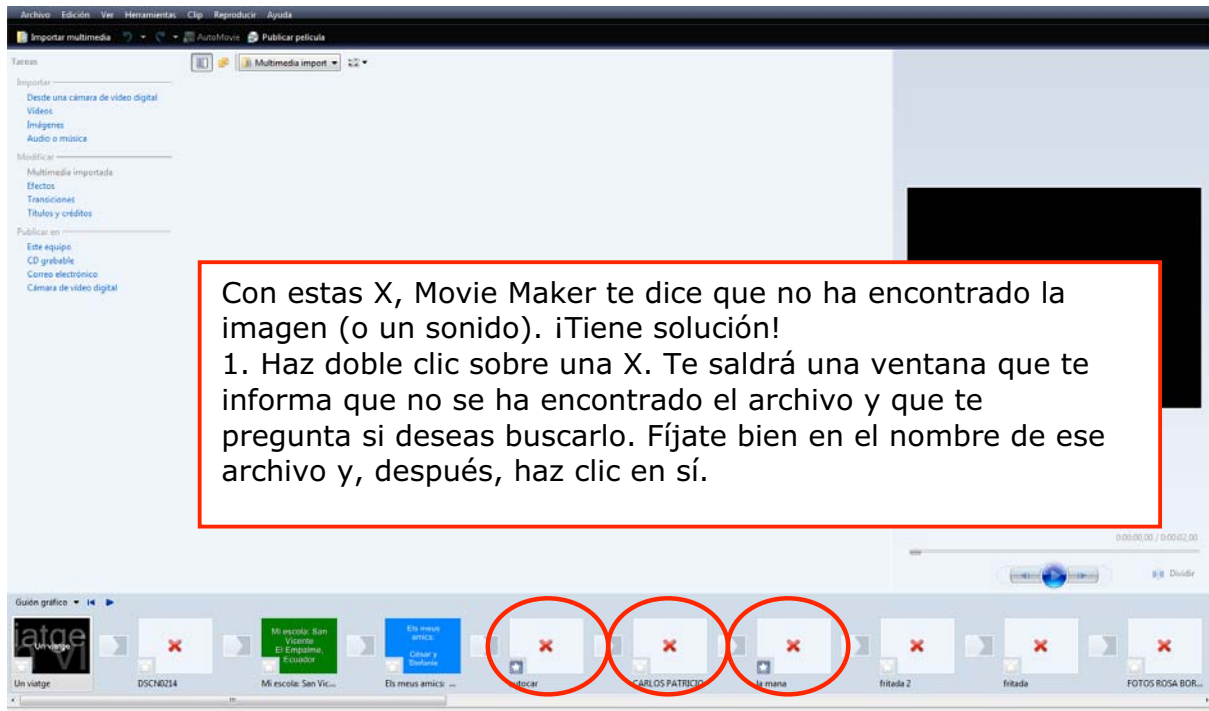 Archivo Edición Ver Herramientas Clip Reproducir Ayuda
Importar multimedia AutoMovie Publicar película
Tareas
Multimedia import
Importar
Desde una cámara de vídeo digital
Vídeos
Imágenes
Audio o música
Modificar
Multimedia importada
Efectos
Transiciones
Títulos y créditos
Publicar en
Este equipo
CD grabable
Correo electrónico
Cámara de vídeo digital
Con estas X, Movie Maker te dice que no ha encontrado la
imagen (o un sonido). ¡Tiene solución!
1. Haz doble clic sobre una X. Te saldrá una ventana que te
informa que no se ha encontrado el archivo y que te
pregunta si deseas buscarlo. Fíjate bien en el nombre de ese
archivo y, después, haz clic en sí.
0:00:00,00 / 0:00:02,00
Dividir
Guión gráfico
Un viatge
Mi escola: San
Vicente
El Empalme,
Ecuador
Els meus
amics:
César y
Stefanie
Un viatge
DSCN0214
Mi escola: San Vic...
Els meus amics: ...
autocar
CARLOS PATRICIO
la mana
fritada 2
fritada
FOTOS ROSA BOR...